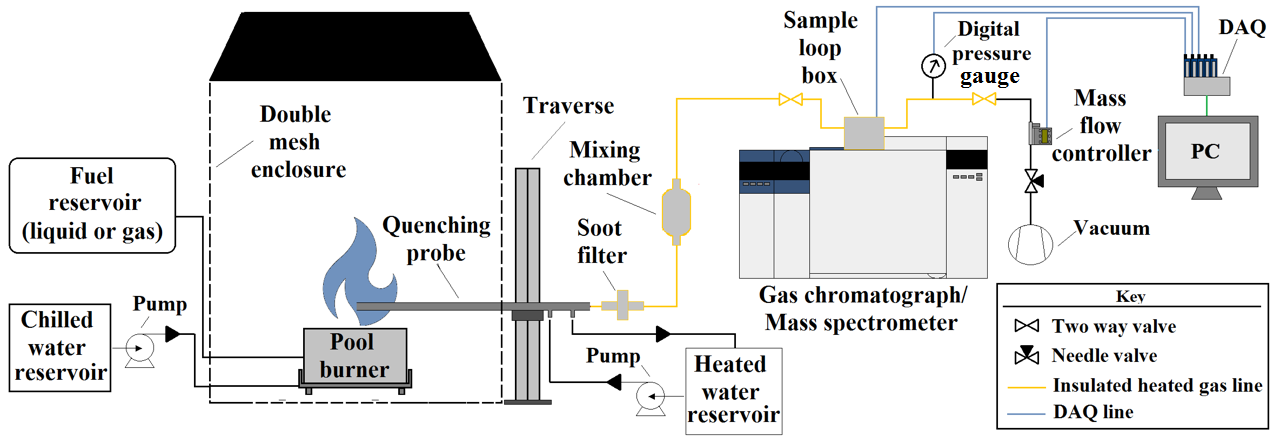 Double
mesh
enclosure
Fuel
reservoir
(liquid or gas)
Chilled
water
reservoir
Pump
Pool
burner
Quenching
probe
Traverse
Soot
filter
Mixing
chamber
Pump
Heated
water
reservoir
Sample
loop
box
Gas chromatograph/
Mass spectrometer
Digital
pressure
gauge
Mass
flow
controller
DAQ
PC
Vacuum
Key
Two way valve
Needle valve
Insulated heated gas line
DAQ line